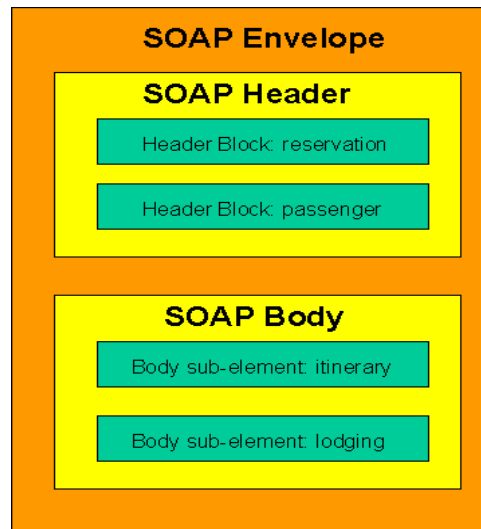 SOAP Envelope
SOAP Header
Header Block: reservation
Header Block: passenger
SOAP Body
Body sub-element: itinerary
Body sub-element: lodging